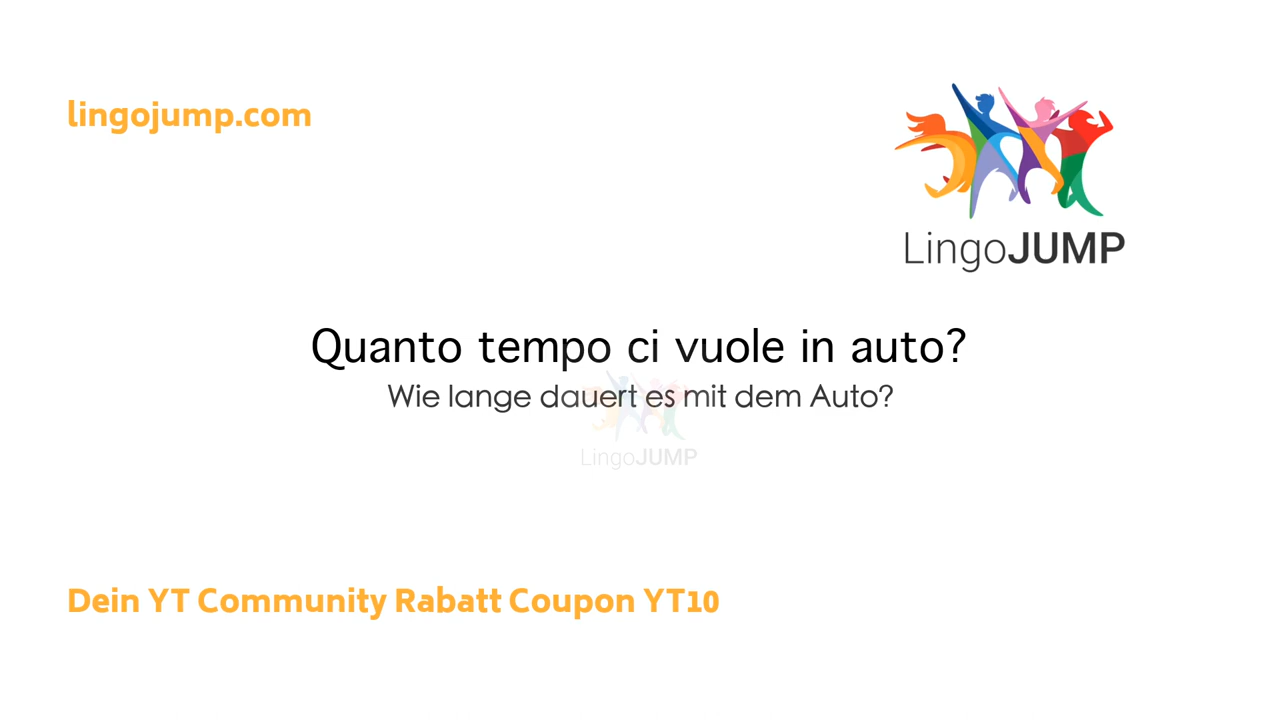 lingojump.com
LingoJUMP
Quanto tempo ci vuole in auto?
Wie lange dauert es mit dem Auto?
LingoJUMP
Dein YT Community Rabatt Coupon YT10